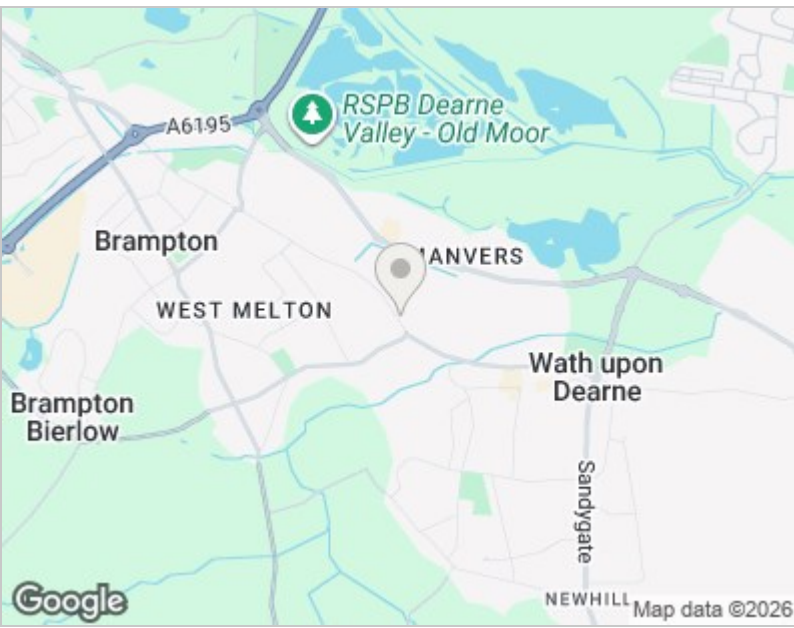 RSPB Dearne
Valley - Old Moor
A6195
Brampton
MANVERS
WEST MELTON
Wath upon
Dearne
Brampton
Bierlow
Sandygate
NEWHILL
Google
Map data ©2026